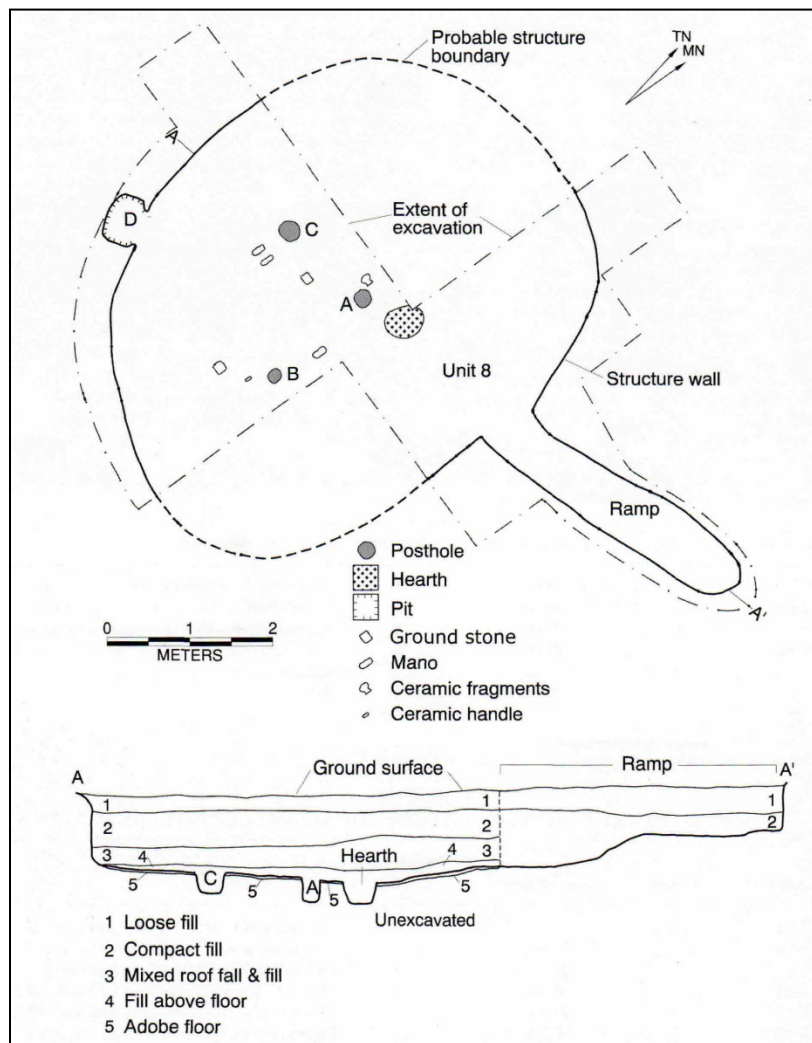 TN
MN
Probable structure
boundary
A
D
C
Extent of
excavation
A
B
Unit 8
Structure wall
Ramp
A'
Posthole
Hearth
Pit
Ground stone
Mano
Ceramic fragments
Ceramic handle
0 1 2
METERS
A Ground surface Ramp A'
1 1 1
2 2 2
3 4 Hearth 4 3
5 C 5 A 5 5
Unexcavated
1 Loose fill
2 Compact fill
3 Mixed roof fall & fill
4 Fill above floor
5 Adobe floor